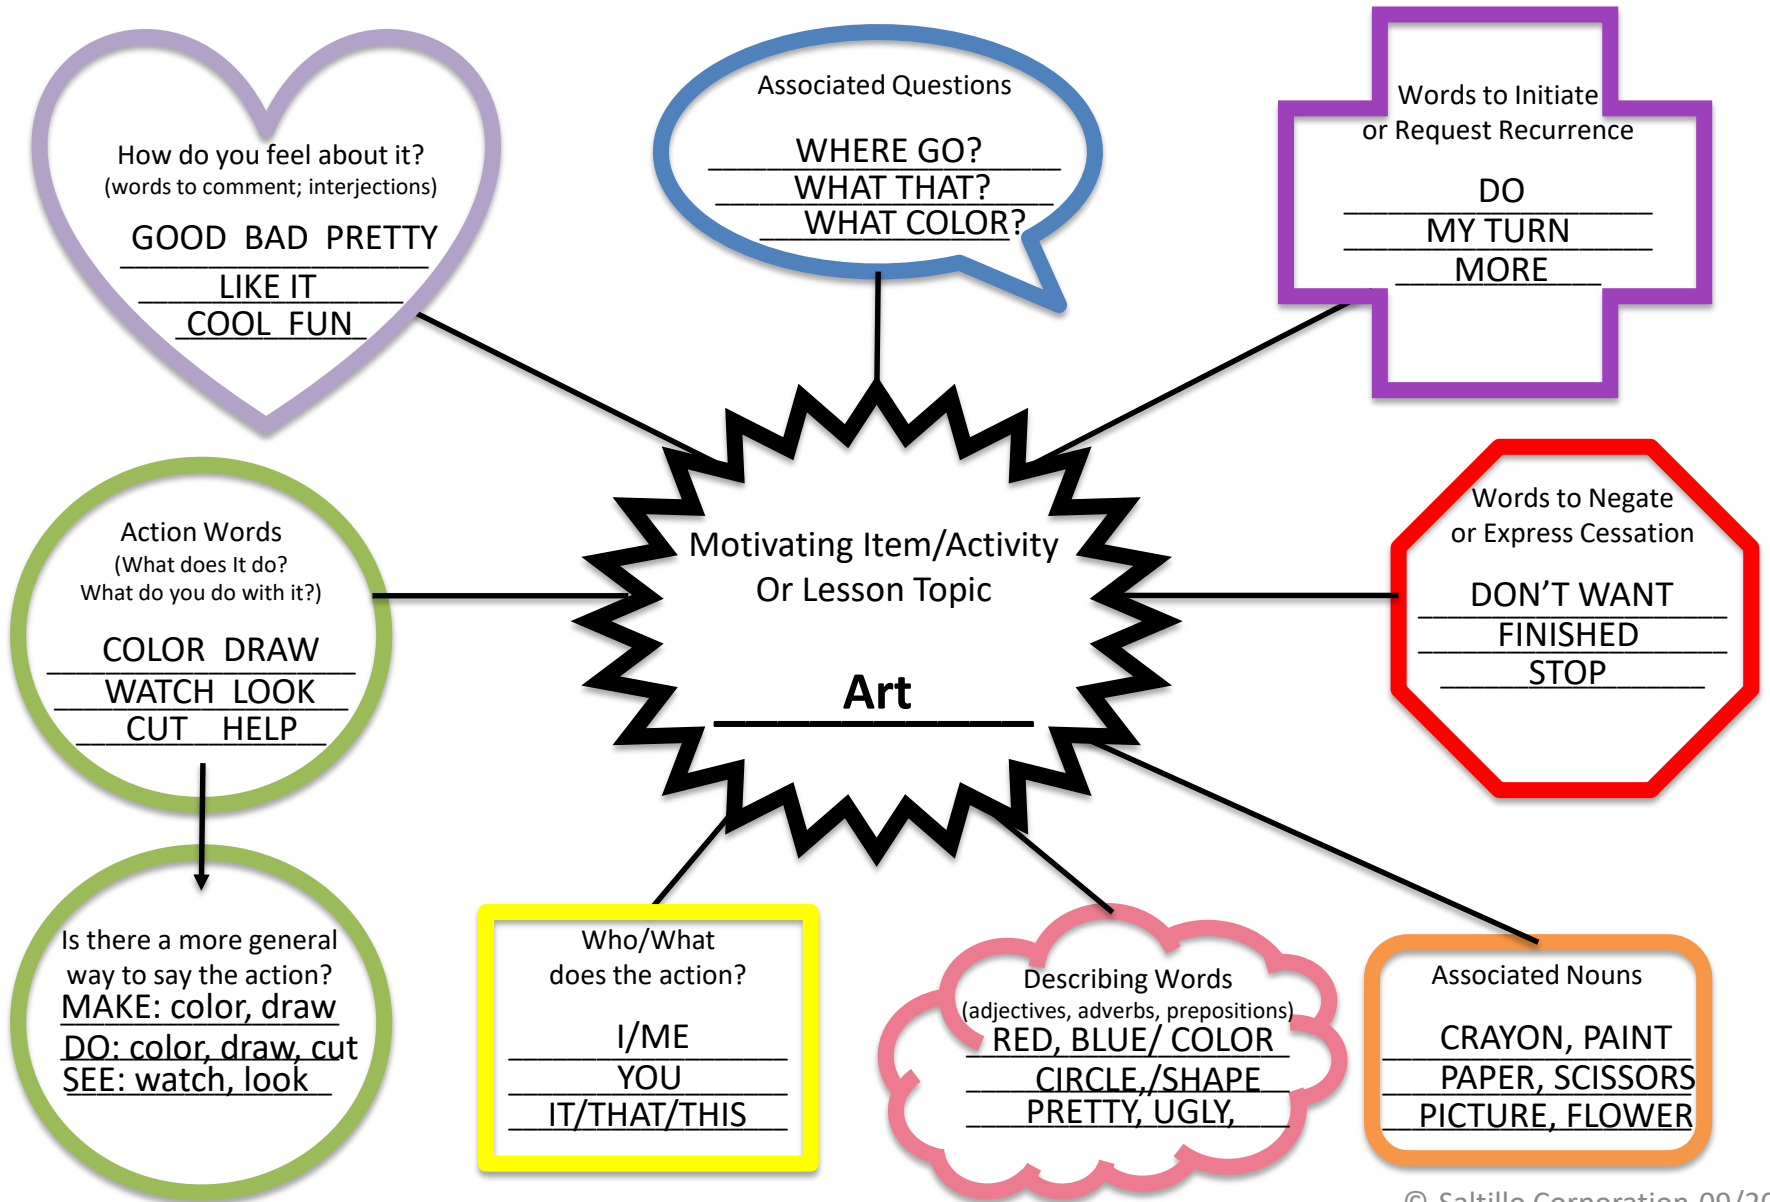 How do you feel about it?
(words to comment; interjections)
GOOD BAD PRETTY
LIKE IT
COOL FUN
Associated Questions
WHERE GO?
WHAT THAT?
WHAT COLOR?
Words to Initiate
or Request Recurrence
DO
MY TURN
MORE
Action Words
(What does It do?
What do you do with it?)
COLOR DRAW
WATCH LOOK
CUT HELP
Motivating Item/Activity
Or Lesson Topic
Art
Words to Negate
or Express Cessation
DON'T WANT
FINISHED
STOP
Is there a more general
way to say the action?
MAKE: color, draw
DO: color, draw, cut
SEE: watch, look
Who/What
does the action?
I/ME
YOU
IT/THAT/THIS
Describing Words
(adjectives, adverbs, prepositions)
RED, BLUE/ COLOR
CIRCLE,/SHAPE
PRETTY, UGLY,
Associated Nouns
CRAYON, PAINT
PAPER, SCISSORS
PICTURE, FLOWER
© Saltillo Corporation